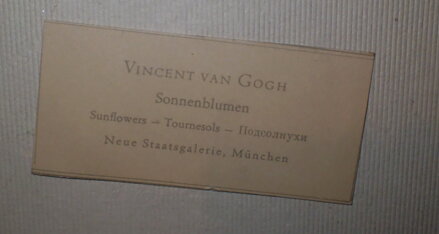 VINCENT VAN GOGH
Sonnenblumen
Sunflowers – Tournesols – Подсолнухи
Neue Staatsgalerie, München